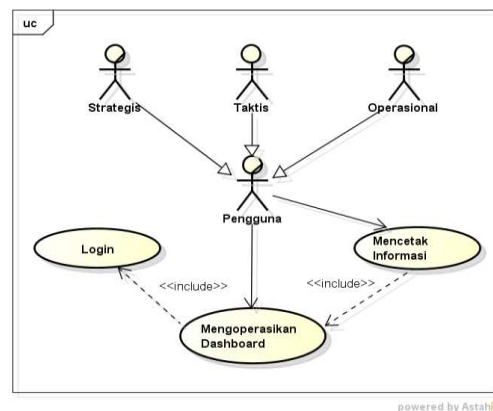 uc
Strategis
Taktis
Operasional
Pengguna
Login
Mencetak
Informasi
<<include>>
<<include>>
Mengoperasikan
Dashboard
powered by Astah